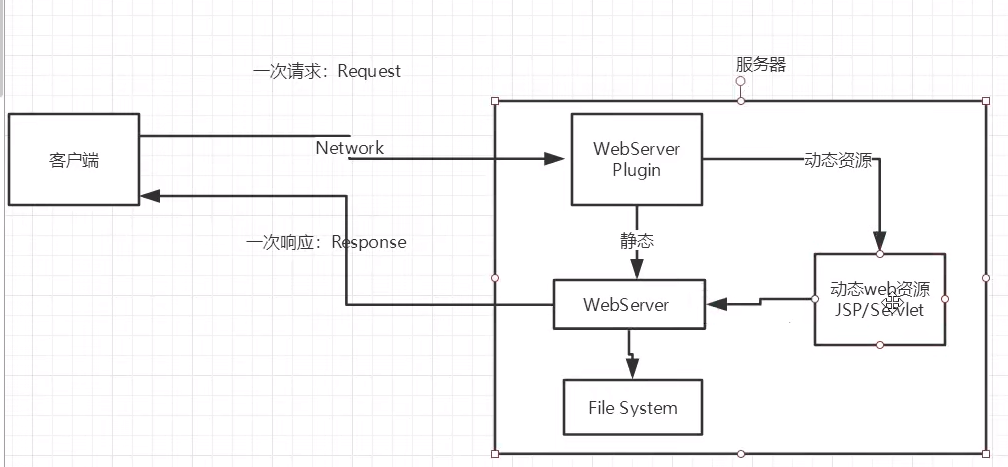 一次请求：Request
服务器
客户端
Network
WebServer
Plugin
动态资源
一次响应：Response
静态
动态web资源
JSP/Servlet
WebServer
File System